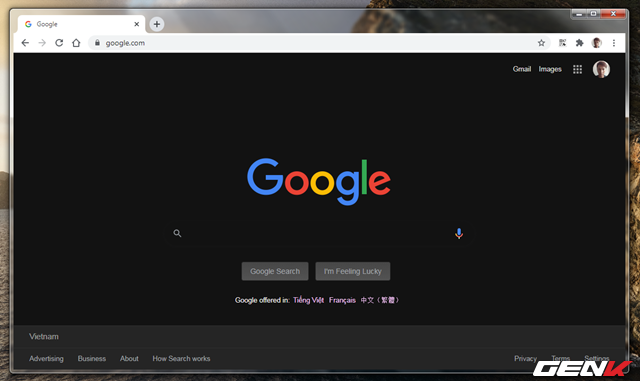 Google
google.com
Gmail Images
Google
Google Search I'm Feeling Lucky
Google offered in: Tiếng Việt Français 中文 (繁體)
Vietnam
Advertising Business About How Search works Privacy Terms Settings
GENK